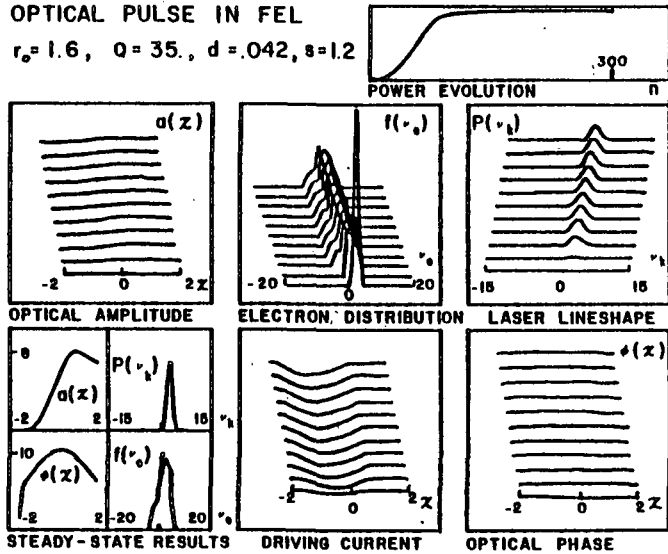 OPTICAL PULSE IN FEL
r₀= 1.6, Q = 35., d =.042, s=1.2
300
POWER EVOLUTION n
a(χ)
-2 0 2 χ
OPTICAL AMPLITUDE
f(ν₀)
ν₀
-20 0 20
ELECTRON DISTRIBUTION
P(νₖ)
νₖ
-15 0 15
LASER LINESHAPE
8
a(χ)
-2 2
P(νₖ)
-15 15
νₖ
10
φ(χ)
-2 2
f(ν₀)
-20 20
ν₀
STEADY-STATE RESULTS
-2 0 2 χ
DRIVING CURRENT
φ(χ)
-2 0 2 χ
OPTICAL PHASE